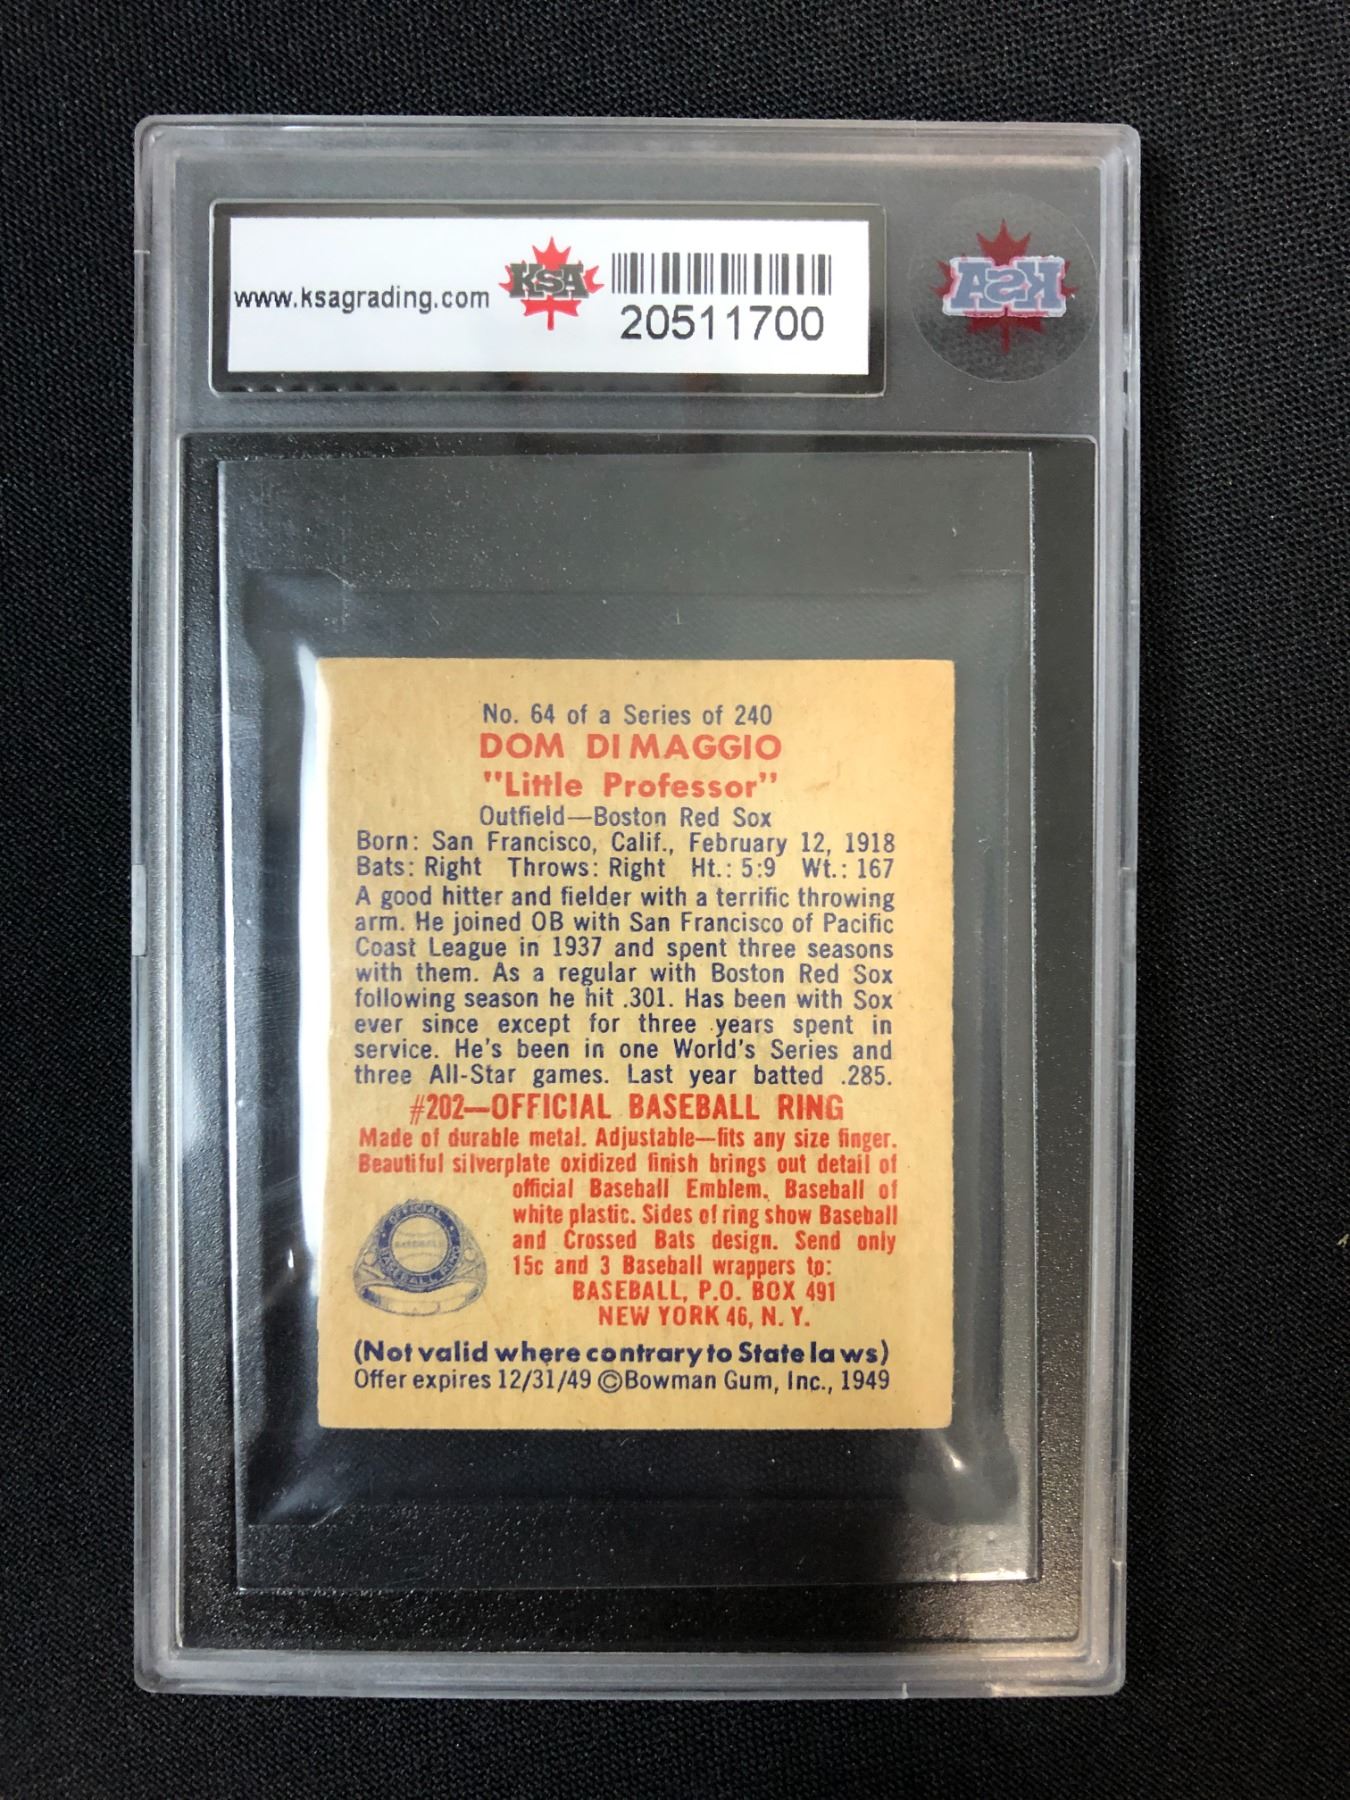 www.ksagrading.com
KSA
20511700
KSA
No. 64 of a Series of 240
DOM DI MAGGIO
"Little Professor"
Outfield—Boston Red Sox
Born: San Francisco, Calif., February 12, 1918
Bats: Right Throws: Right Ht.: 5:9 Wt.: 167
A good hitter and fielder with a terrific throwing
arm. He joined OB with San Francisco of Pacific
Coast League in 1937 and spent three seasons
with them. As a regular with Boston Red Sox
following season he hit .301. Has been with Sox
ever since except for three years spent in
service. He's been in one World's Series and
three All-Star games. Last year batted .285.
#202—OFFICIAL BASEBALL RING
Made of durable metal. Adjustable—fits any size finger.
Beautiful silverplate oxidized finish brings out detail of
official Baseball Emblem. Baseball of
white plastic. Sides of ring show Baseball
and Crossed Bats design. Send only
15c and 3 Baseball wrappers to:
BASEBALL, P.O. BOX 491
NEW YORK 46, N. Y.
OFFICIAL
BASEBALL
BASEBALL RING
(Not valid where contrary to State laws)
Offer expires 12/31/49 ©Bowman Gum, Inc., 1949